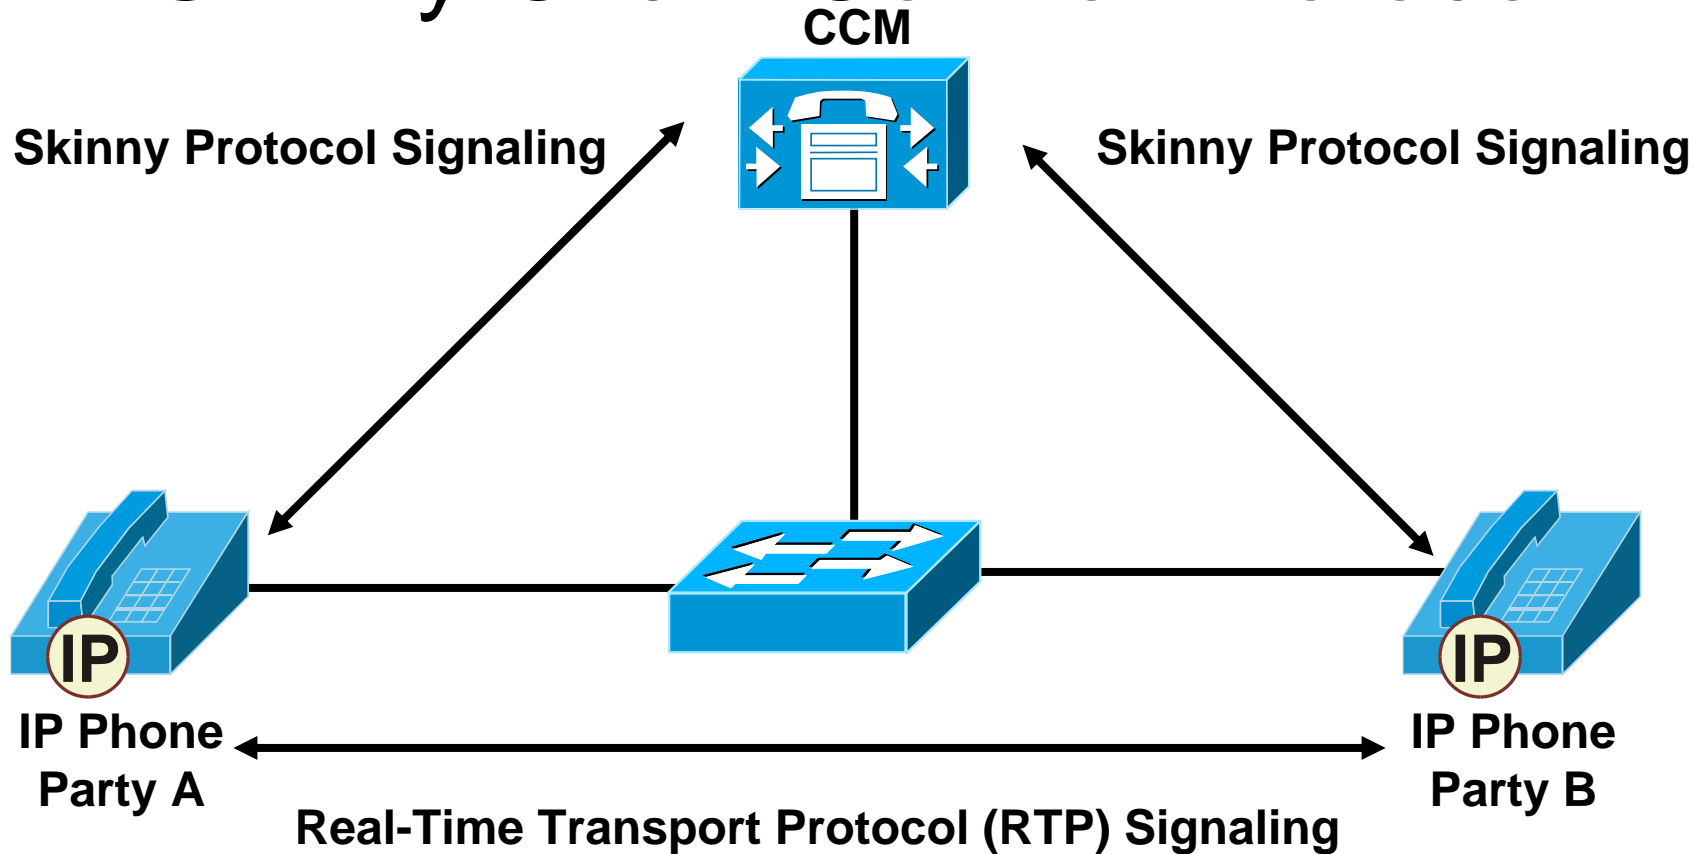 CCM
Skinny Protocol Signaling
Skinny Protocol Signaling
IP
IP
IP Phone
Party A
IP Phone
Party B
Real-Time Transport Protocol (RTP) Signaling